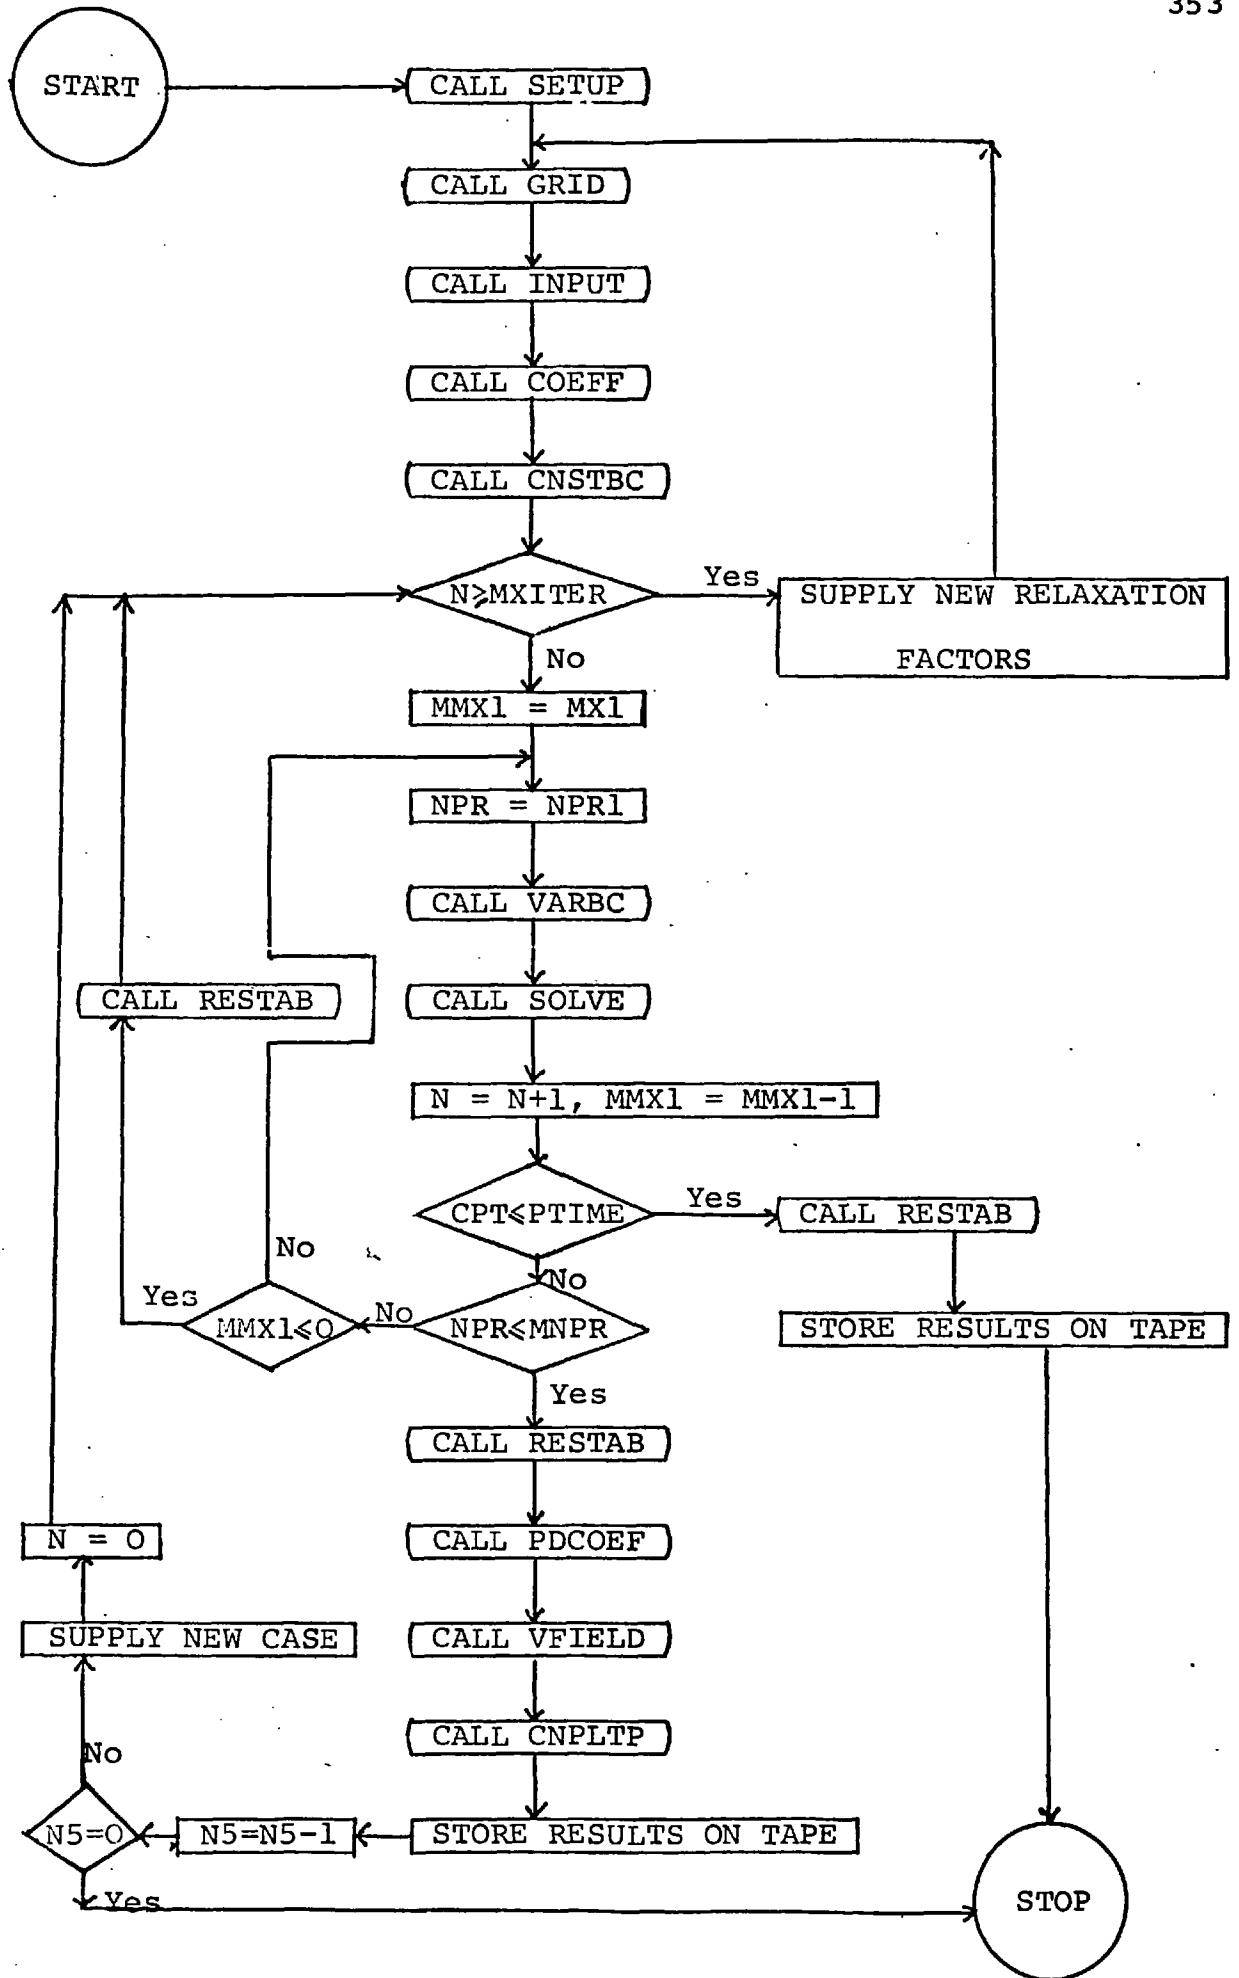 353
START
CALL SETUP
CALL GRID
CALL INPUT
CALL COEFF
CALL CNSTBC
N⩾MXITER
Yes
SUPPLY NEW RELAXATION
FACTORS
No
MMX1 = MX1
NPR = NPR1
CALL VARBC
CALL RESTAB
CALL SOLVE
N = N+1, MMX1 = MMX1-1
CPT⩽PTIME
Yes
CALL RESTAB
No
No
Yes
MMX1⩽0
No
NPR⩽MNPR
STORE RESULTS ON TAPE
Yes
CALL RESTAB
N = 0
CALL PDCOEF
SUPPLY NEW CASE
CALL VFIELD
CALL CNPLTP
No
N5=0
N5=N5-1
STORE RESULTS ON TAPE
Yes
STOP